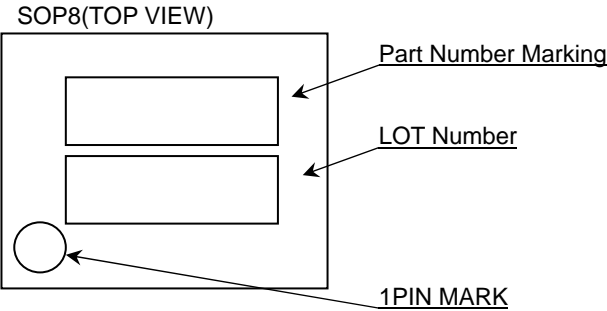 SOP8(TOP VIEW)
Part Number Marking
LOT Number
1PIN MARK